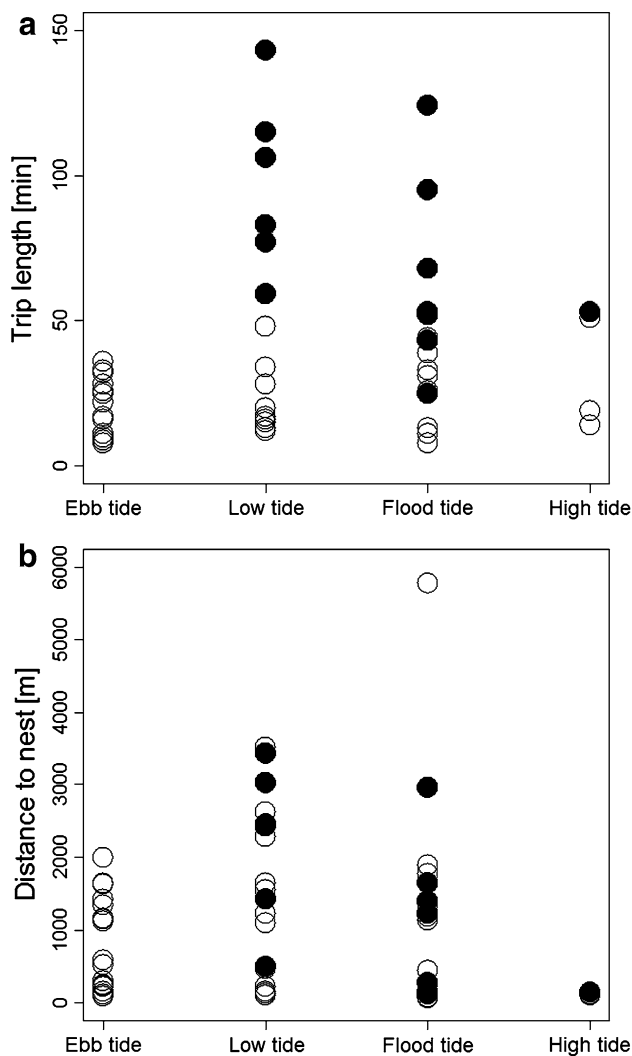 a
150
100
50
0
Trip length [min]
Ebb tide Low tide Flood tide High tide
b
6000
5000
4000
3000
2000
1000
0
Distance to nest [m]
Ebb tide Low tide Flood tide High tide